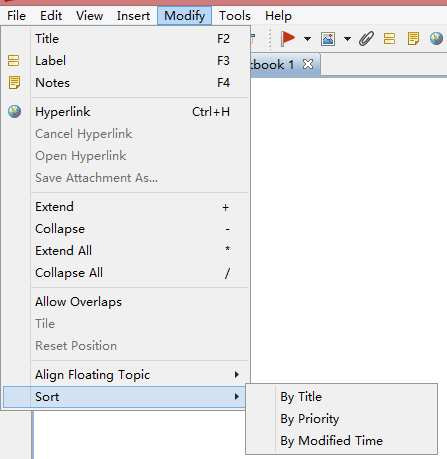 File Edit View Insert Modify Tools Help
Title F2
Label F3
Notes F4
book 1
Hyperlink Ctrl+H
Cancel Hyperlink
Open Hyperlink
Save Attachment As...
Extend +
Collapse -
Extend All *
Collapse All /
Allow Overlaps
Tile
Reset Position
Align Floating Topic
Sort
By Title
By Priority
By Modified Time